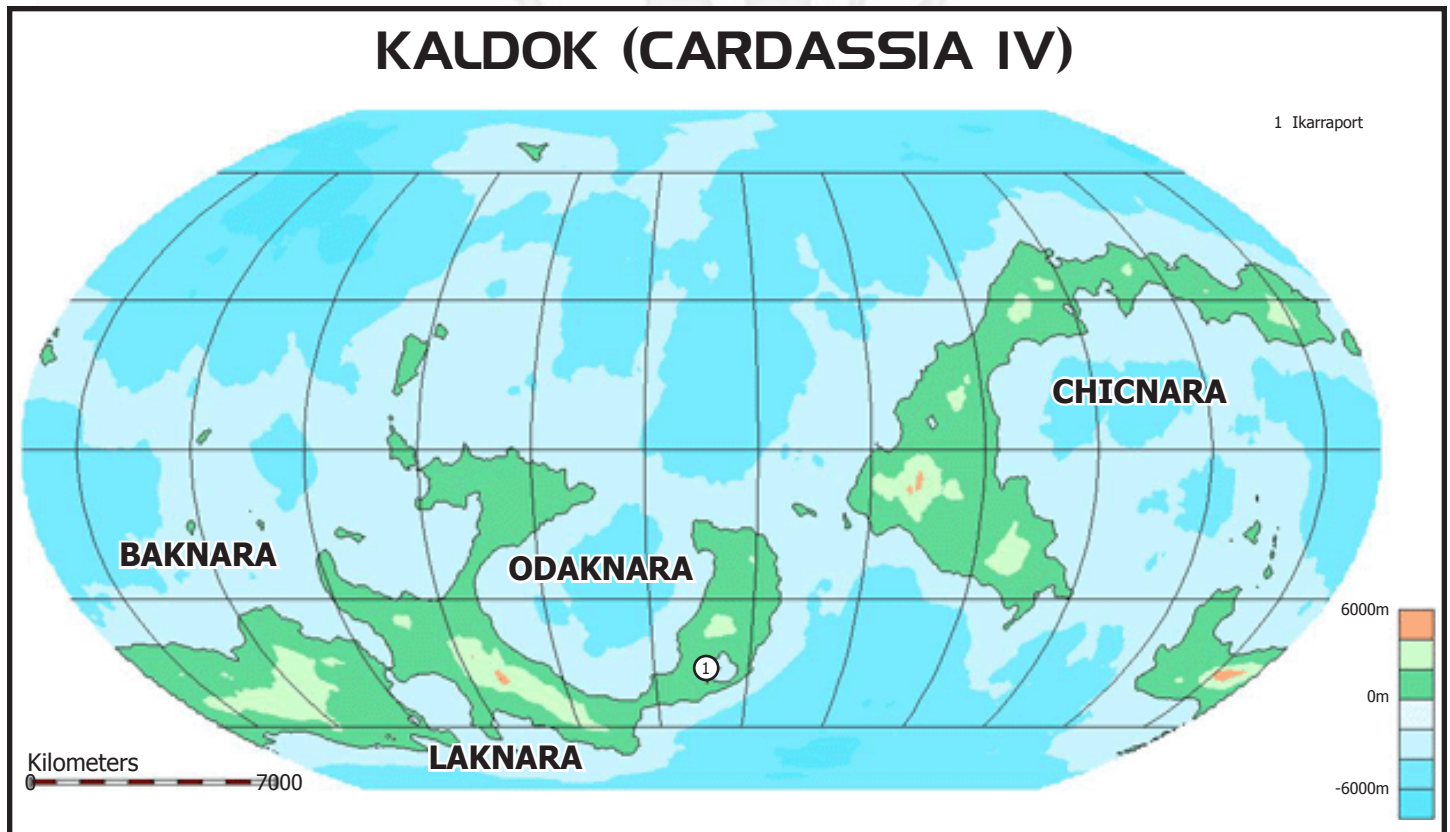 KALDOK (CARDASSIA IV)
1 Ikarraport
CHICNARA
BAKNARA
ODAKNARA
1
LAKNARA
Kilometers
0 7000
6000m
0m
-6000m